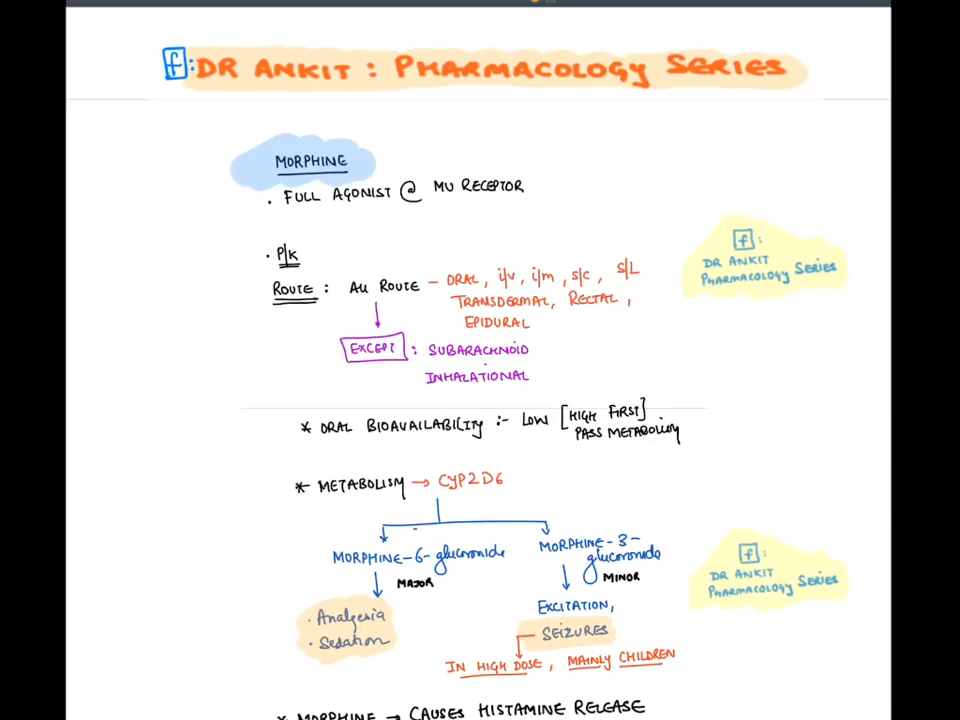 f: DR ANKIT : PHARMACOLOGY SERIES
MORPHINE
• FULL AGONIST @ MU RECEPTOR
• P/K
ROUTE : All ROUTE – ORAL, i/v, i/m, s/c, S/L
TRANSDERMAL, RECTAL,
EPIDURAL
EXCEPT : SUBARACHNOID
INHALATIONAL
f:
DR ANKIT
PHARMACOLOGY SERIES
* ORAL BIOAVAILABILITY :- LOW [HIGH FIRST]
PASS METABOLISM
* METABOLISM → CYP2D6
MORPHINE-6-glucoronide
MAJOR
• Analgesia
• Sedation
MORPHINE-3-
glucoronide
MINOR
EXCITATION,
SEIZURES
IN HIGH DOSE, MAINLY CHILDREN
f:
DR ANKIT
PHARMACOLOGY SERIES
* MORPHINE → CAUSES HISTAMINE RELEASE